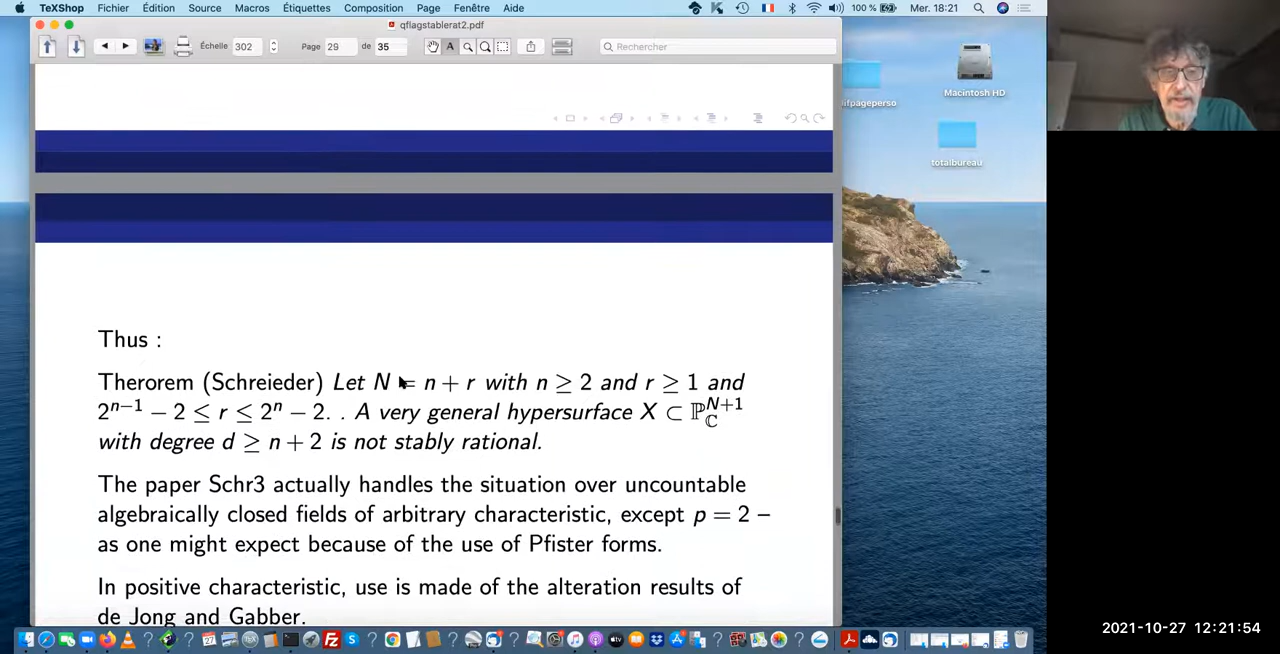 TeXShop Fichier Édition Source Macros Étiquettes Composition Page Fenêtre Aide 100 % Mer. 18:21
qflagstablerat2.pdf
Échelle 302 Page 29 de 35 Rechercher
lifpageperso
Macintosh HD
totalbureau
Thus :
Therorem (Schreieder) Let N = n + r with n ≥ 2 and r ≥ 1 and
2^{n−1} − 2 ≤ r ≤ 2^n − 2. . A very general hypersurface X ⊂ ℙ_ℂ^{N+1}
with degree d ≥ n + 2 is not stably rational.
The paper Schr3 actually handles the situation over uncountable
algebraically closed fields of arbitrary characteristic, except p = 2 –
as one might expect because of the use of Pfister forms.
In positive characteristic, use is made of the alteration results of
de Jong and Gabber.
2021-10-27 12:21:54